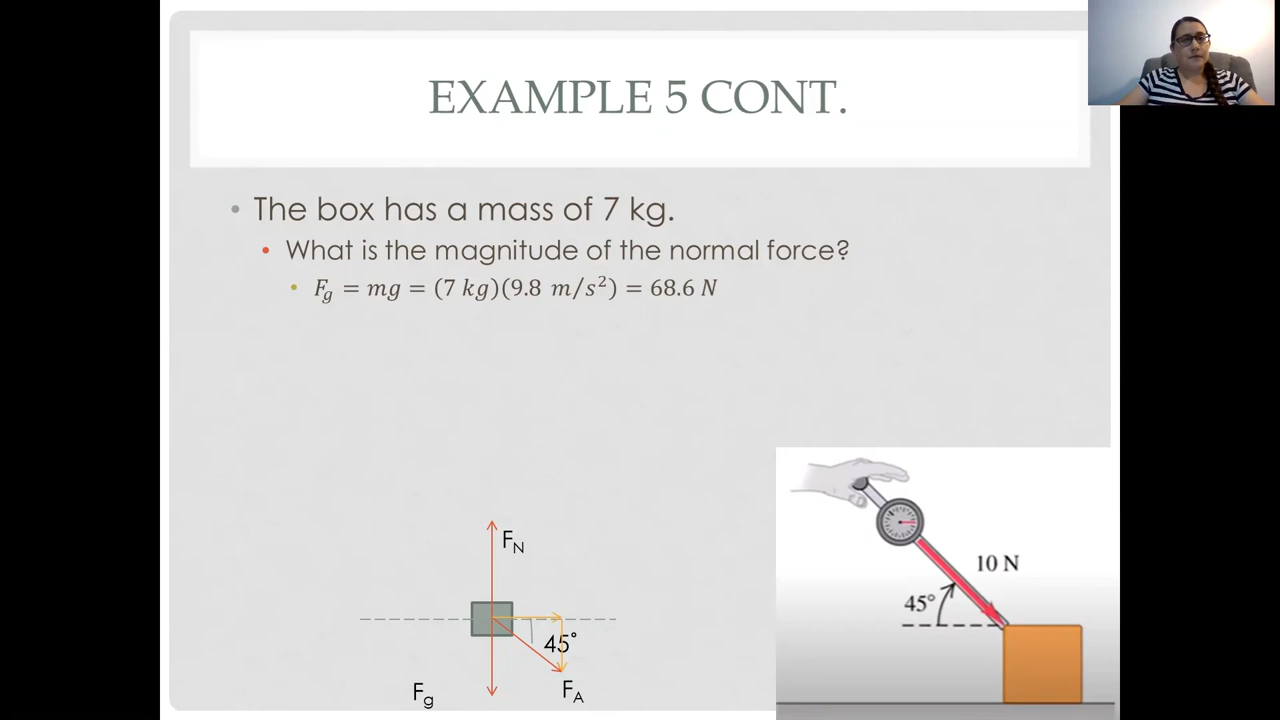 EXAMPLE 5 CONT.
• The box has a mass of 7 kg.
• What is the magnitude of the normal force?
• F_g = mg = (7 kg)(9.8 m/s²) = 68.6 N
F_N
45°
F_g
F_A
10 N
45°